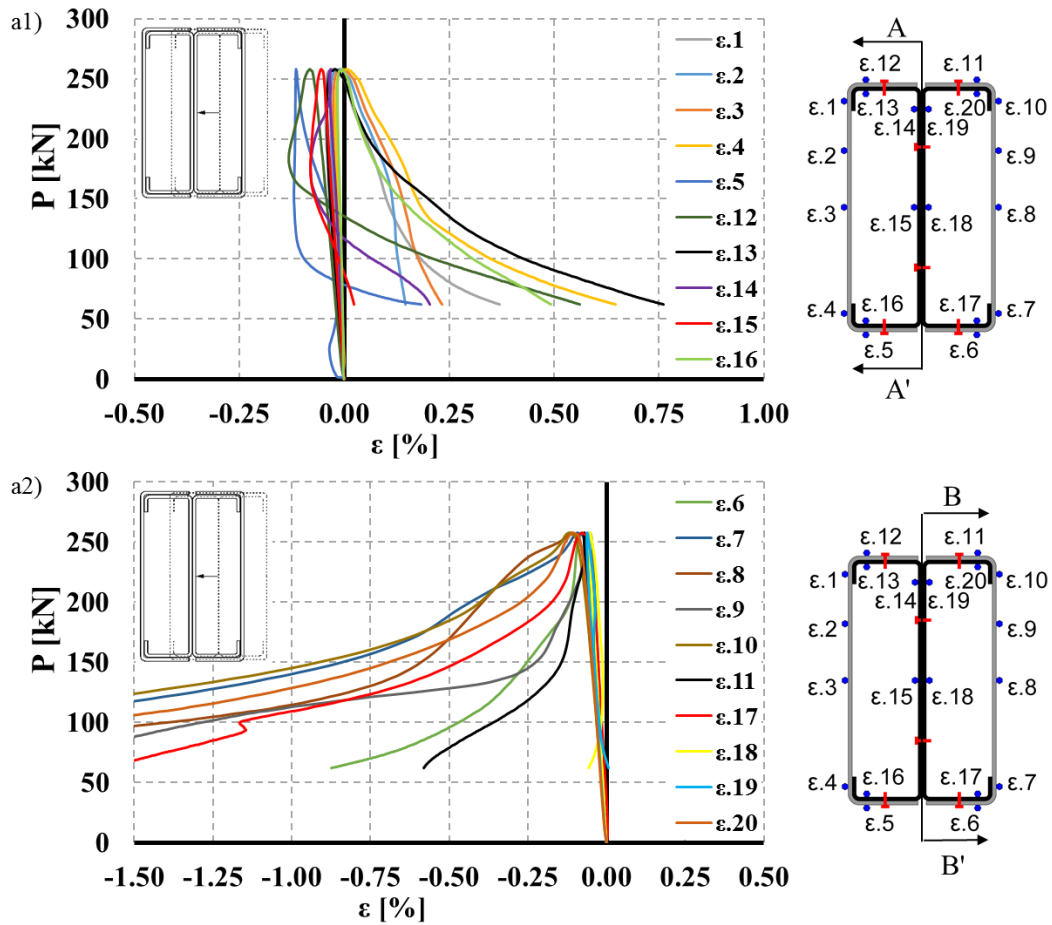 a1)
P [kN]
300
250
200
150
100
50
0
-0.50 -0.25 0.00 0.25 0.50 0.75 1.00
ε [%]
ε.1
ε.2
ε.3
ε.4
ε.5
ε.12
ε.13
ε.14
ε.15
ε.16
A
ε.12 ε.11
ε.1 ε.13 ε.20 ε.10
ε.14 ε.19
ε.2 ε.9
ε.3 ε.15 ε.18 ε.8
ε.4 ε.16 ε.17 ε.7
ε.5 ε.6
A'
a2)
P [kN]
300
250
200
150
100
50
0
-1.50 -1.25 -1.00 -0.75 -0.50 -0.25 0.00 0.25 0.50
ε [%]
ε.6
ε.7
ε.8
ε.9
ε.10
ε.11
ε.17
ε.18
ε.19
ε.20
B
ε.12 ε.11
ε.1 ε.13 ε.20 ε.10
ε.14 ε.19
ε.2 ε.9
ε.3 ε.15 ε.18 ε.8
ε.4 ε.16 ε.17 ε.7
ε.5 ε.6
B'